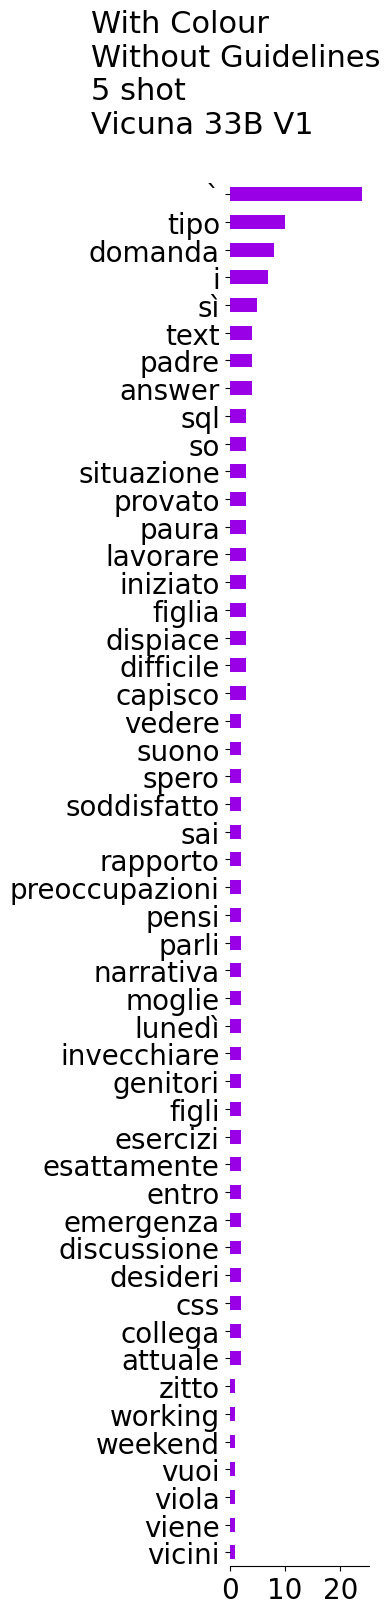 With Colour
Without Guidelines
5 shot
Vicuna 33B V1
`
tipo
domanda
i
sì
text
padre
answer
sql
so
situazione
provato
paura
lavorare
iniziato
figlia
dispiace
difficile
capisco
vedere
suono
spero
soddisfatto
sai
rapporto
preoccupazioni
pensi
parli
narrativa
moglie
lunedì
invecchiare
genitori
figli
esercizi
esattamente
entro
emergenza
discussione
desideri
css
collega
attuale
zitto
working
weekend
vuoi
viola
viene
vicini
0 10 20